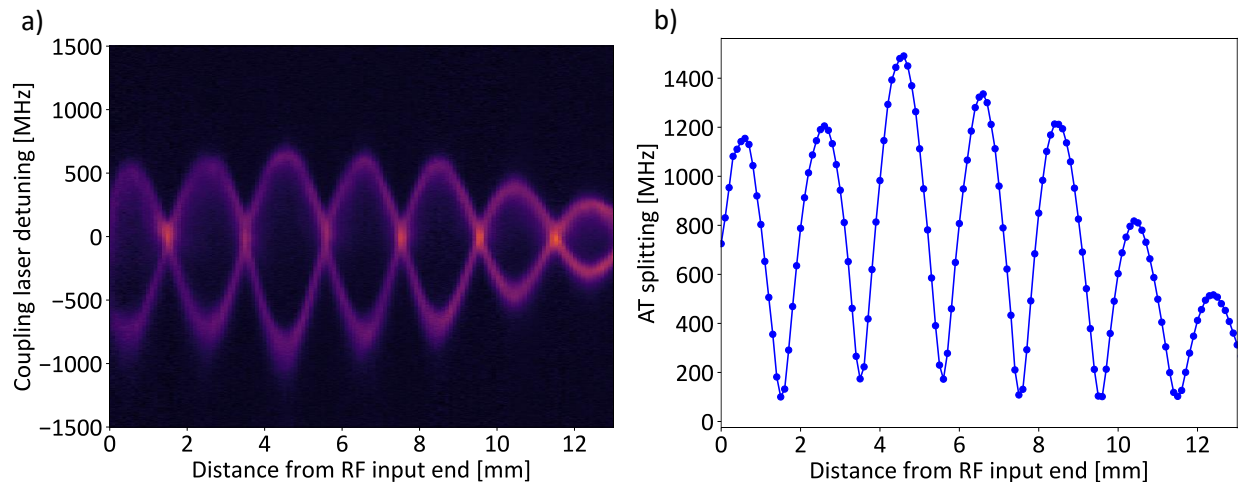 a)
1500
1000
500
0
−500
−1000
−1500
Coupling laser detuning [MHz]
0 2 4 6 8 10 12
Distance from RF input end [mm]
b)
1400
1200
1000
800
600
400
200
0
AT splitting [MHz]
0 2 4 6 8 10 12
Distance from RF input end [mm]